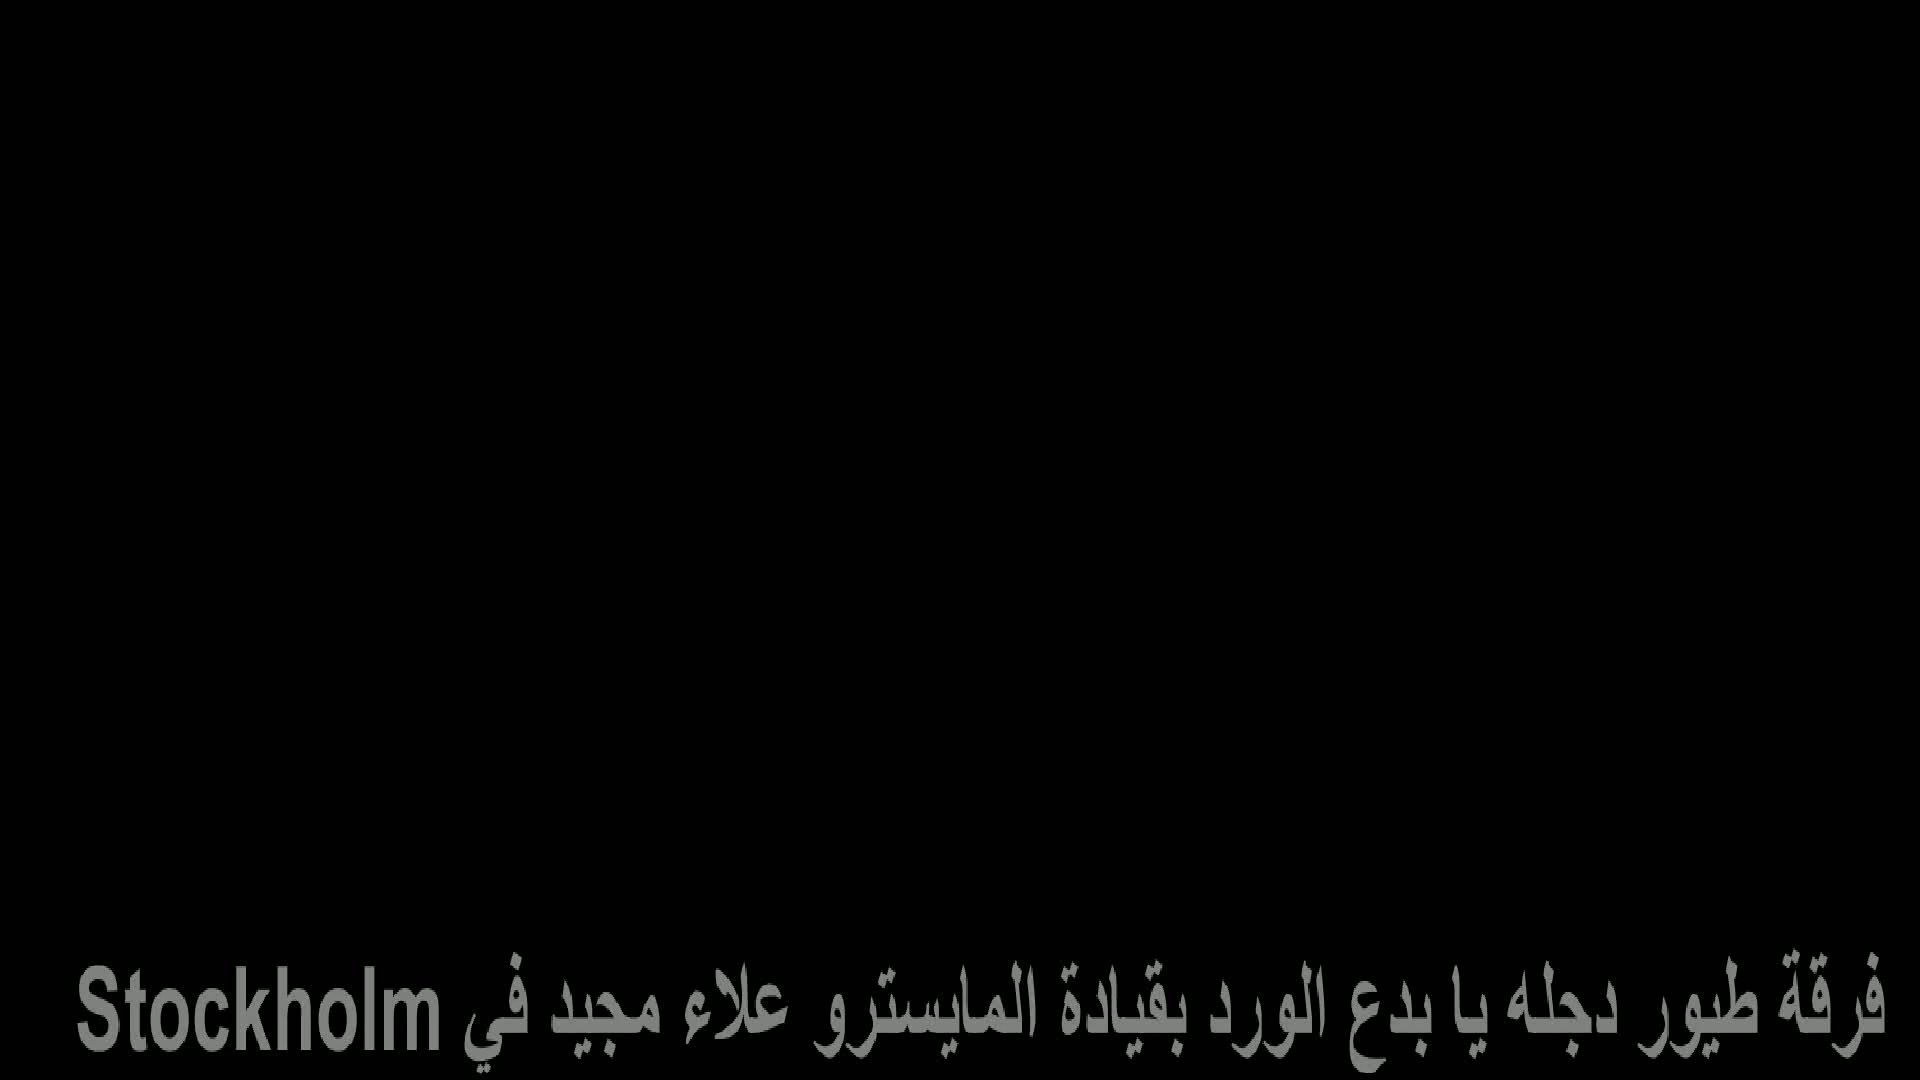 فرقة طيور دجله يا بدع الورد بقيادة المايسترو علاء مجيد في Stockholm